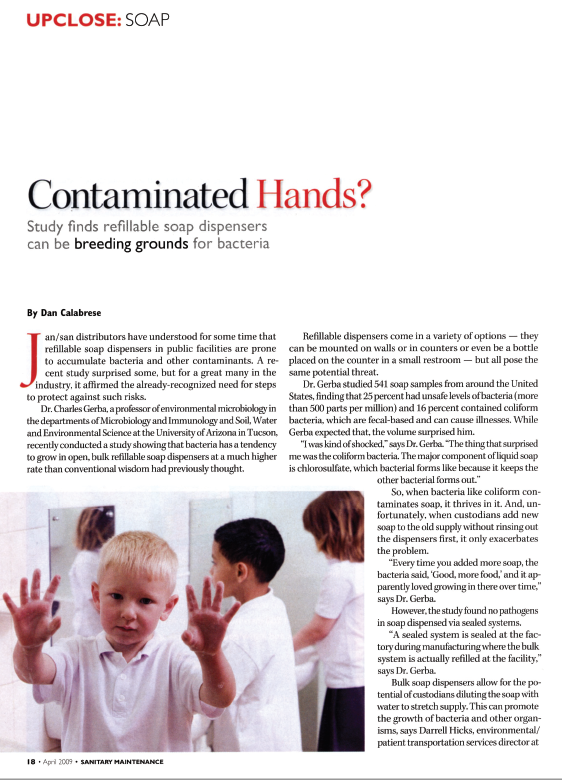 UPCLOSE: SOAP
Contaminated Hands?
Study finds refillable soap dispensers
can be breeding grounds for bacteria
By Dan Calabrese
Jan/san distributors have understood for some time that
refillable soap dispensers in public facilities are prone
to accumulate bacteria and other contaminants. A re-
cent study surprised some, but for a great many in the
industry, it affirmed the already-recognized need for steps
to protect against such risks.
Dr. Charles Gerba, a professor of environmental microbiology in
the departments of Microbiology and Immunology and Soil, Water
and Environmental Science at the University of Arizona in Tucson,
recently conducted a study showing that bacteria has a tendency
to grow in open, bulk refillable soap dispensers at a much higher
rate than conventional wisdom had previously thought.
Refillable dispensers come in a variety of options — they
can be mounted on walls or in counters or even be a bottle
placed on the counter in a small restroom — but all pose the
same potential threat.
Dr. Gerba studied 541 soap samples from around the United
States, finding that 25 percent had unsafe levels of bacteria (more
than 500 parts per million) and 16 percent contained coliform
bacteria, which are fecal-based and can cause illnesses. While
Gerba expected that, the volume surprised him.
"I was kind of shocked," says Dr. Gerba. "The thing that surprised
me was the coliform bacteria. The major component of liquid soap
is chlorosulfate, which bacterial forms like because it keeps the
other bacterial forms out."
So, when bacteria like coliform con-
taminates soap, it thrives in it. And, un-
fortunately, when custodians add new
soap to the old supply without rinsing out
the dispensers first, it only exacerbates
the problem.
"Every time you added more soap, the
bacteria said, 'Good, more food,' and it ap-
parently loved growing in there over time,"
says Dr. Gerba.
However, the study found no pathogens
in soap dispensed via sealed systems.
"A sealed system is sealed at the fac-
tory during manufacturing where the bulk
system is actually refilled at the facility,"
says Dr. Gerba.
Bulk soap dispensers allow for the po-
tential of custodians diluting the soap with
water to stretch supply. This can promote
the growth of bacteria and other organ-
isms, says Darrell Hicks, environmental/
patient transportation services director at
18 • April 2009 • SANITARY MAINTENANCE